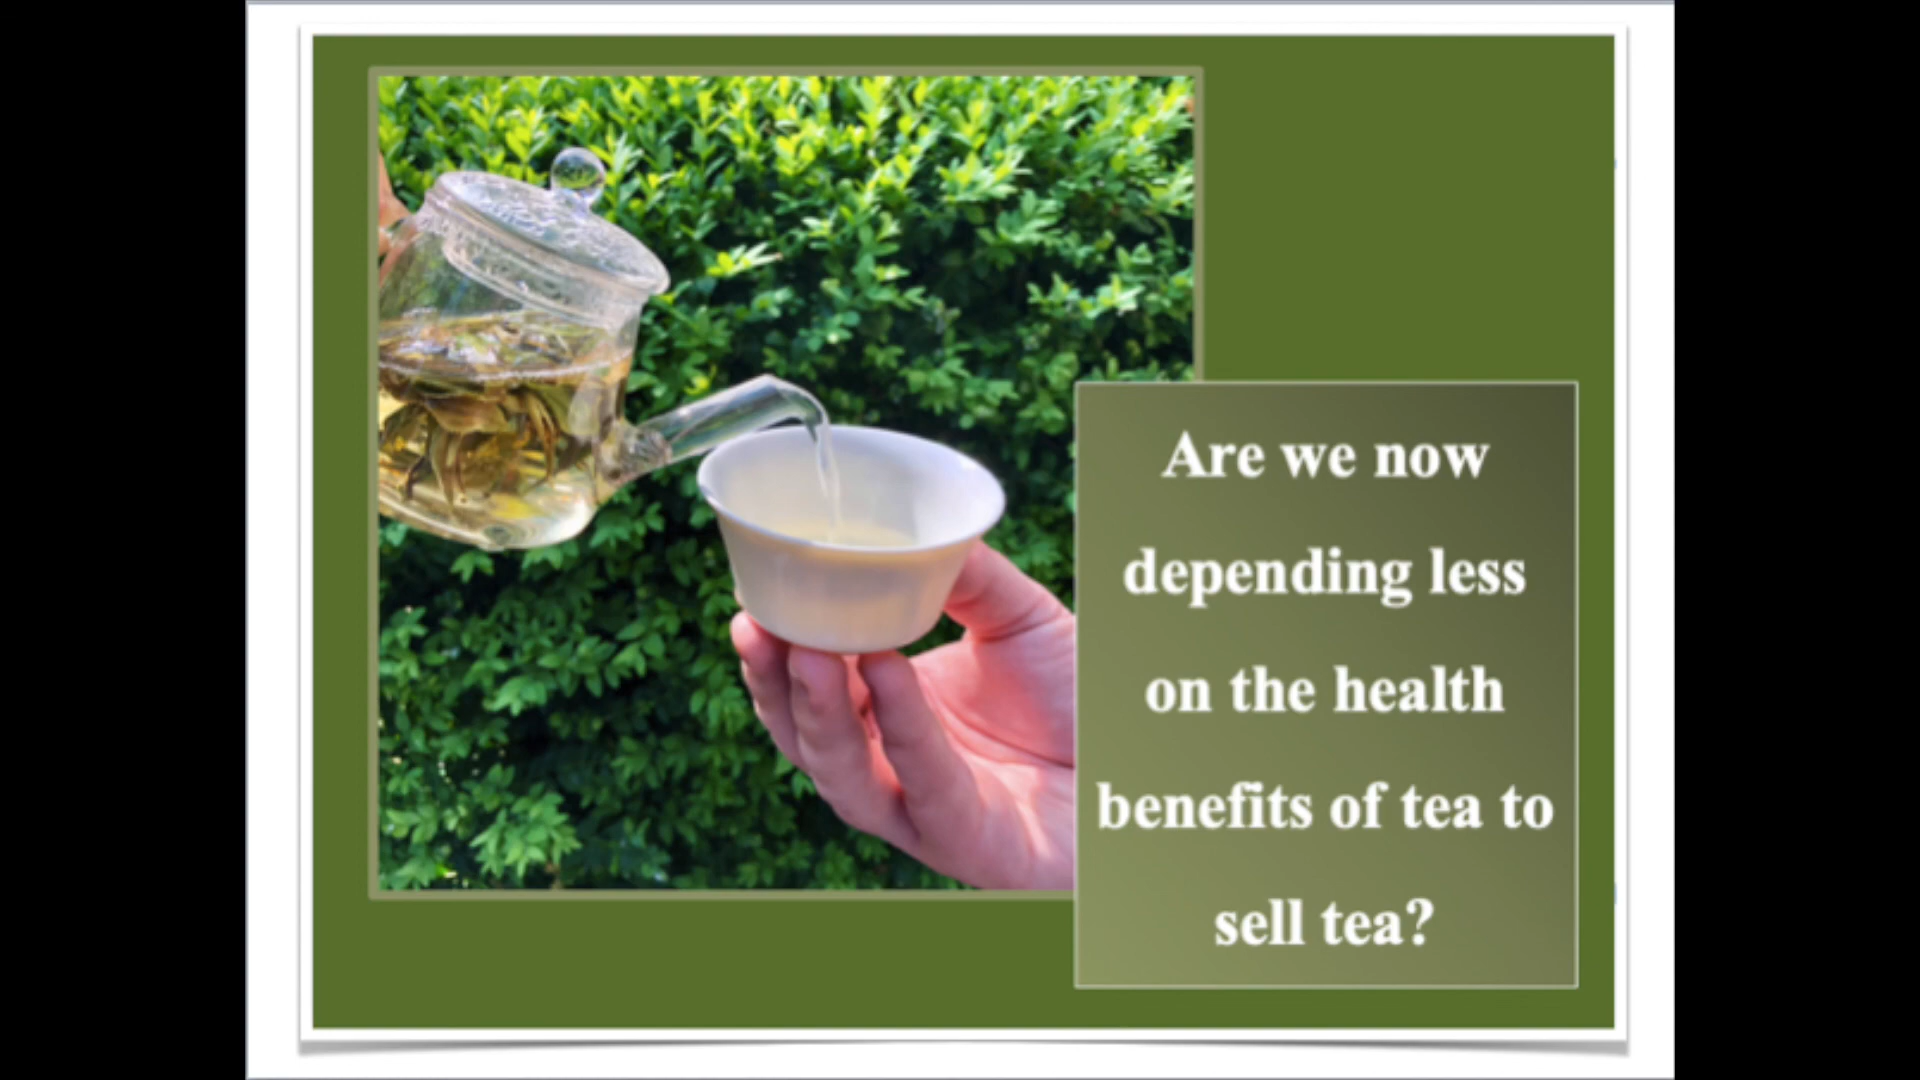 Are we now
depending less
on the health
benefits of tea to
sell tea?